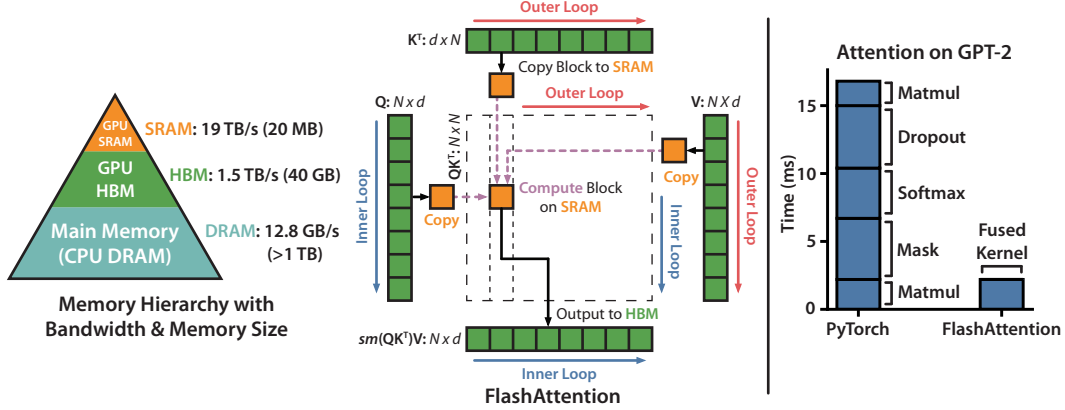 GPU
SRAM
GPU
HBM
Main Memory
(CPU DRAM)
SRAM: 19 TB/s (20 MB)
HBM: 1.5 TB/s (40 GB)
DRAM: 12.8 GB/s
(>1 TB)
Memory Hierarchy with
Bandwidth & Memory Size
Outer Loop
Kᵀ: d x N
Copy Block to SRAM
Outer Loop
Q: N x d
V: N X d
QKᵀ: N x N
Copy
Copy
Compute Block
on SRAM
Inner Loop
Inner Loop
Outer Loop
Output to HBM
sm(QKᵀ)V: N x d
Inner Loop
FlashAttention
Attention on GPT-2
Time (ms)
15
10
5
0
Matmul
Dropout
Softmax
Mask
Matmul
Fused
Kernel
PyTorch
FlashAttention